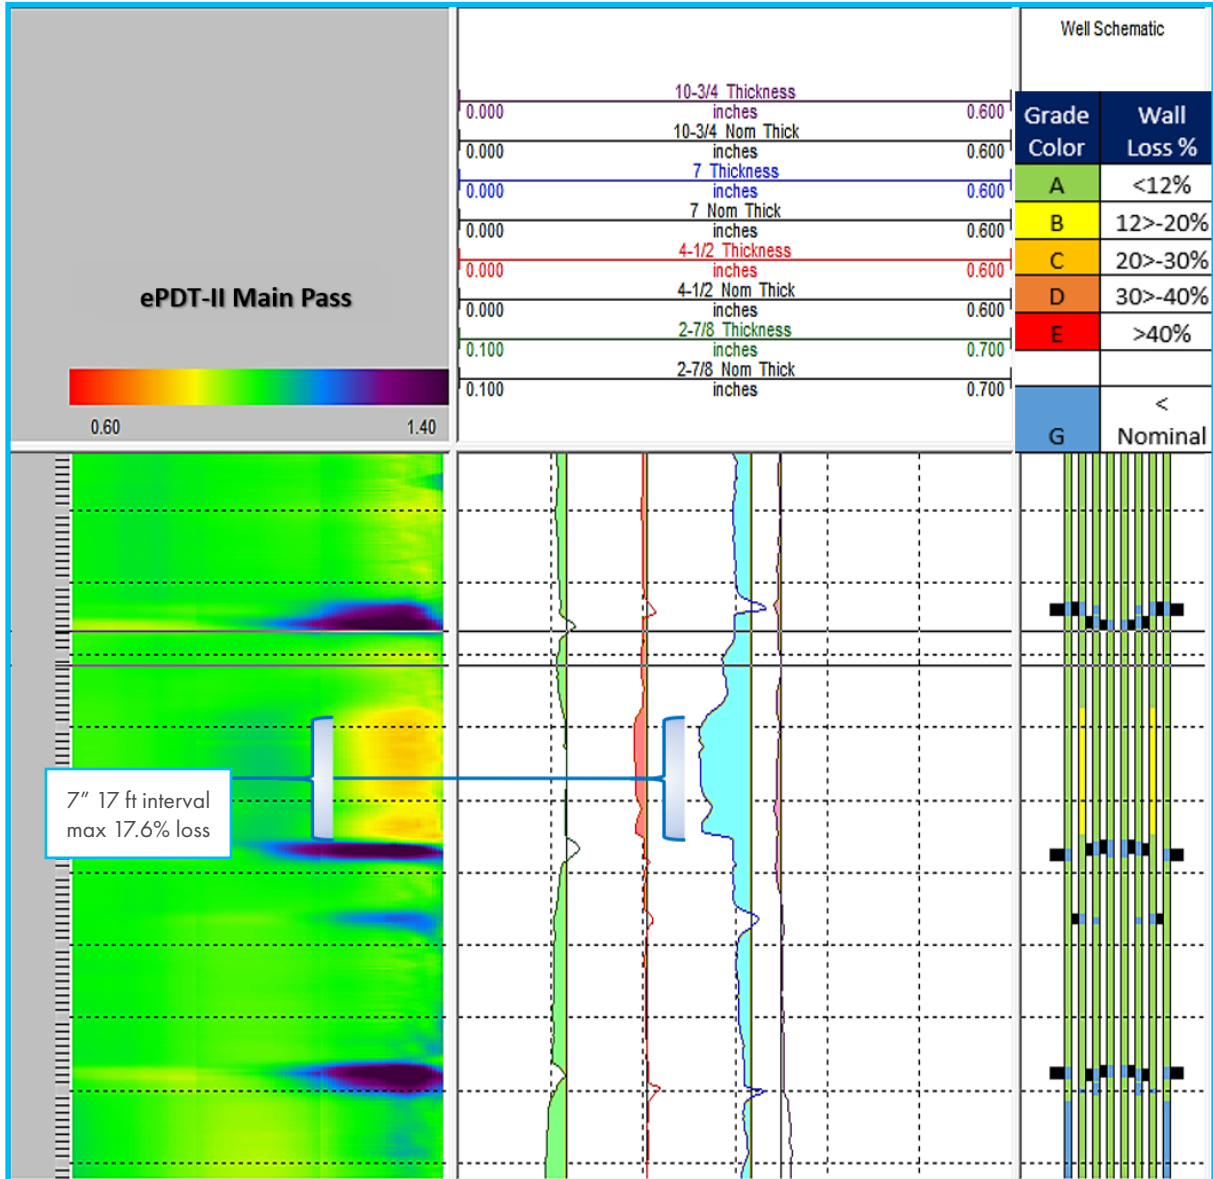 ePDT-II Main Pass
0.60 1.40
10-3/4 Thickness
0.000 inches 0.600
10-3/4 Nom Thick
0.000 inches 0.600
7 Thickness
0.000 inches 0.600
7 Nom Thick
0.000 inches 0.600
4-1/2 Thickness
0.000 inches 0.600
4-1/2 Nom Thick
0.000 inches 0.600
2-7/8 Thickness
0.100 inches 0.700
2-7/8 Nom Thick
0.100 inches 0.700
Well Schematic
Grade Wall
Color Loss %
A <12%
B 12>-20%
C 20>-30%
D 30>-40%
E >40%
<
G Nominal
7” 17 ft interval
max 17.6% loss